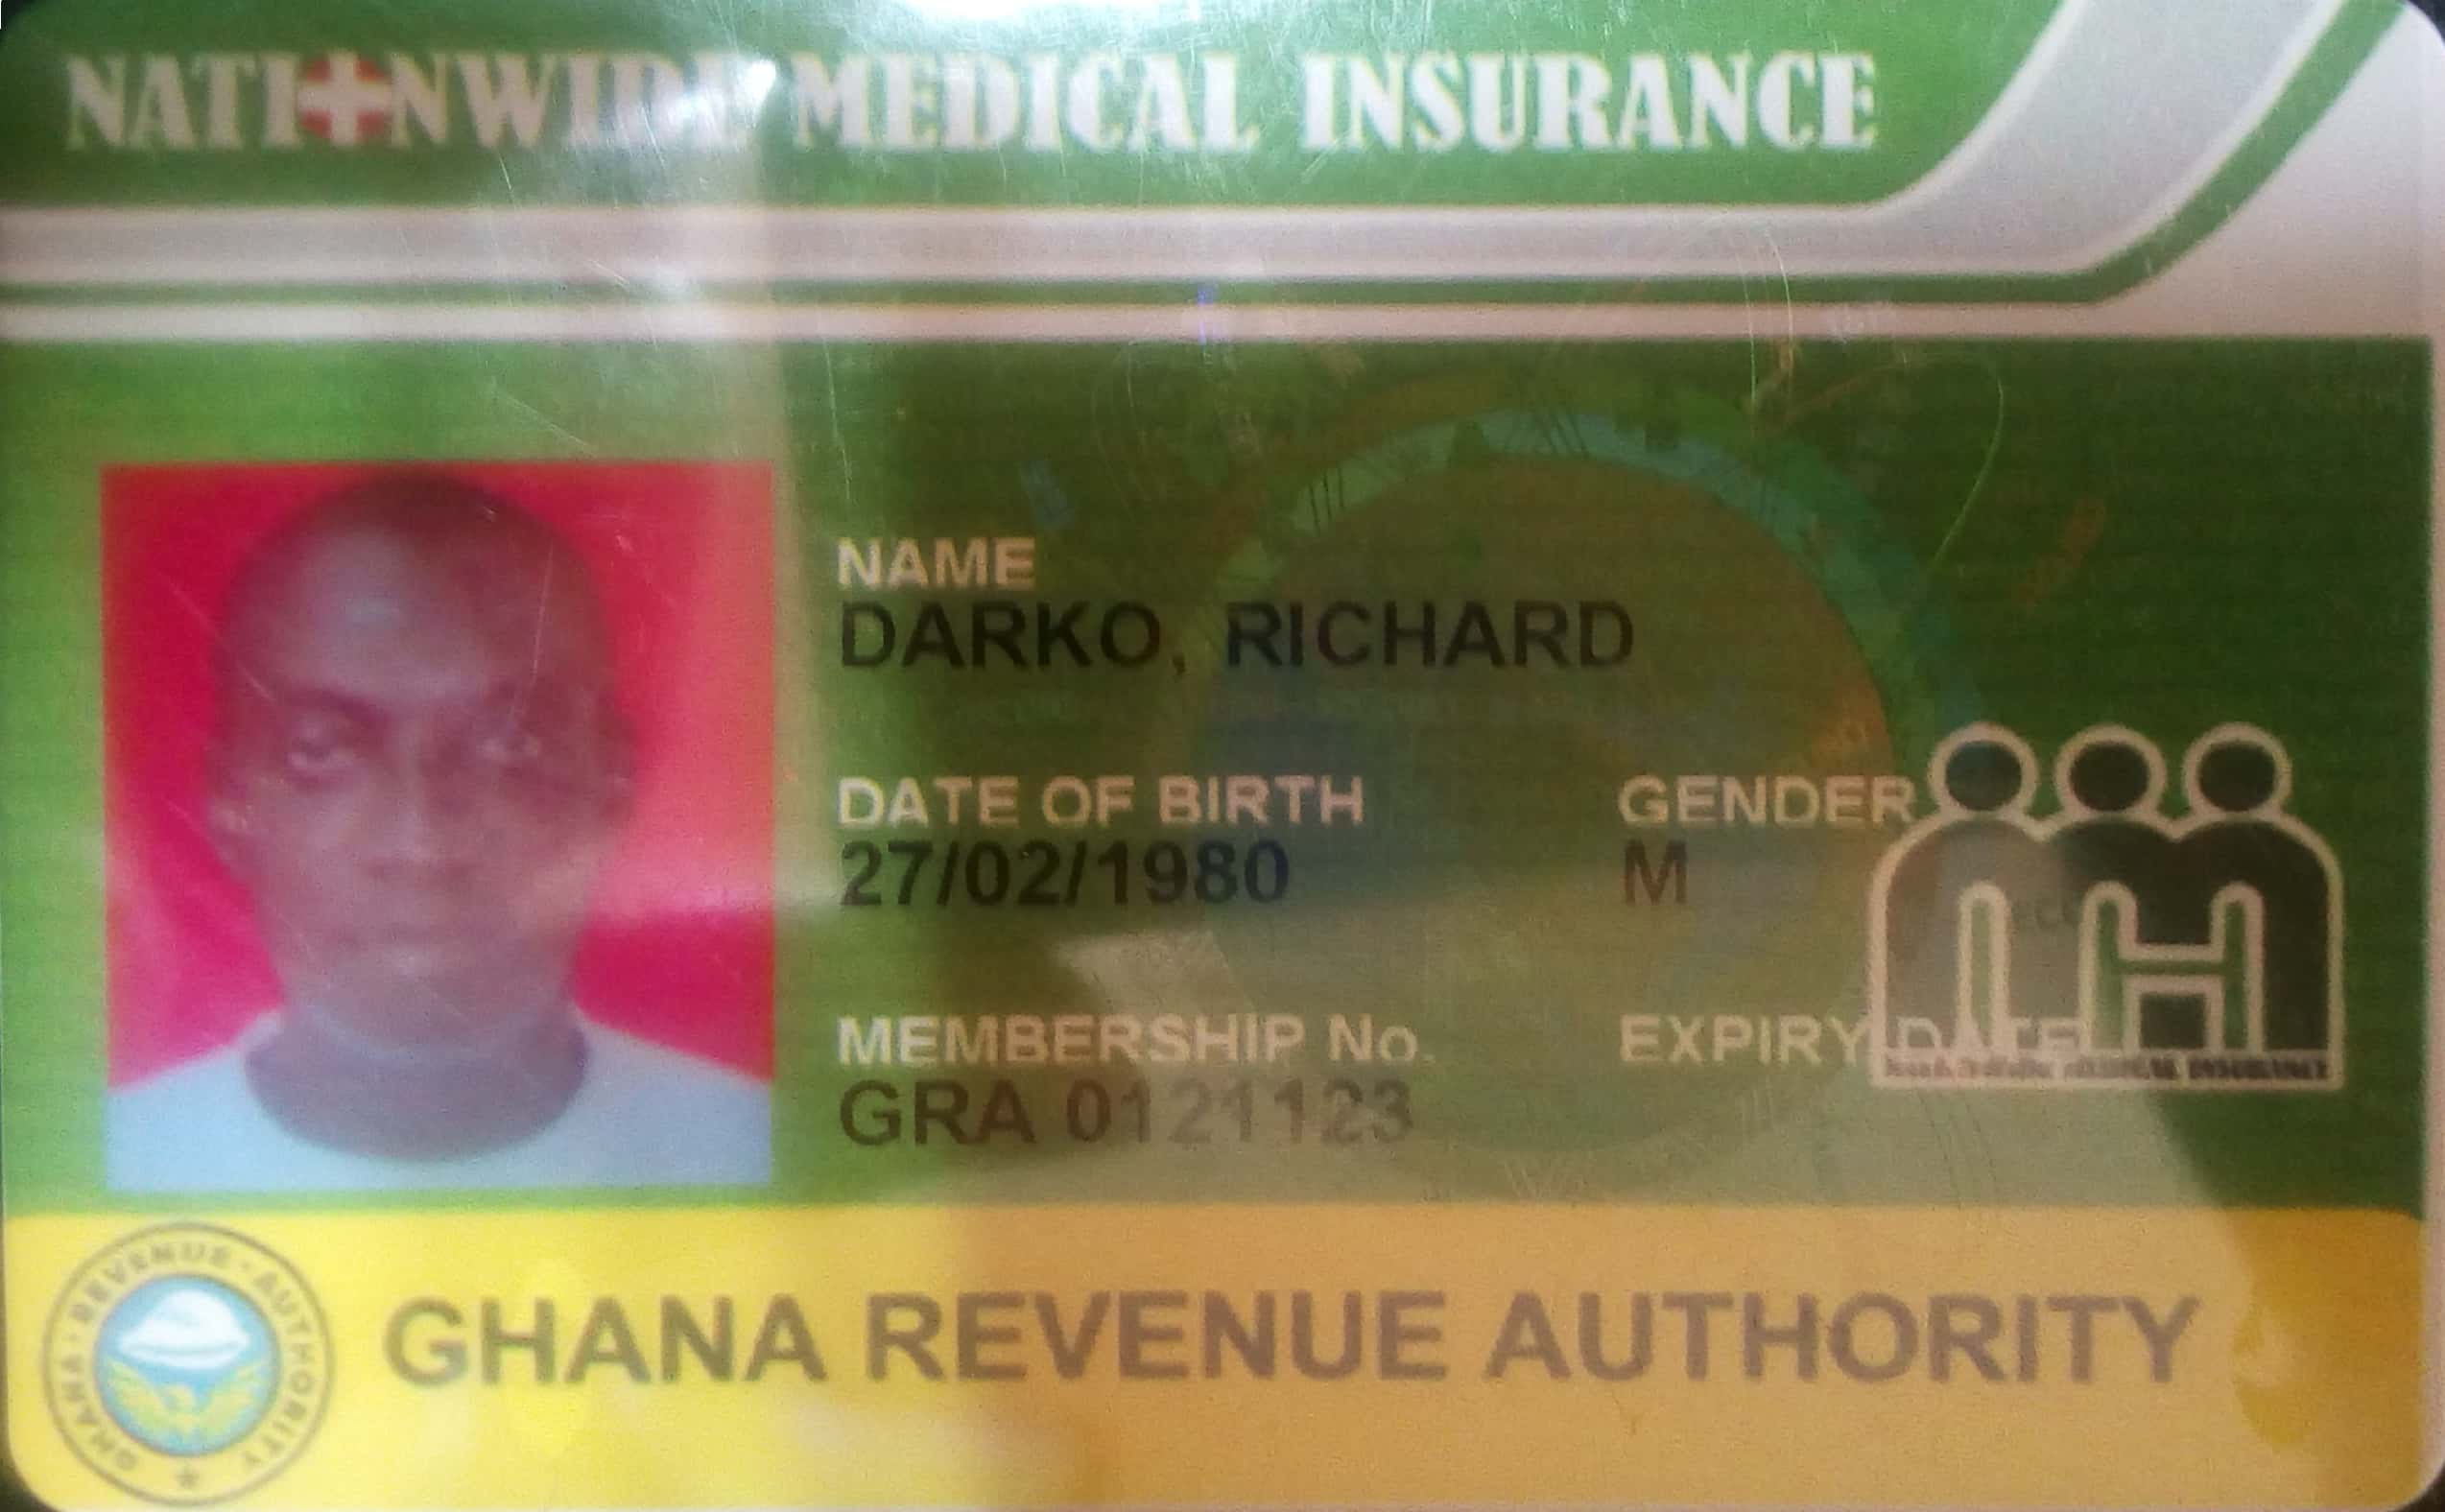 NATIONWIDE MEDICAL INSURANCE
NAME
DARKO, RICHARD
DATE OF BIRTH
27/02/1980
GENDER
M
MEMBERSHIP No.
GRA 0121123
EXPIRY DATE
NATIONWIDE MEDICAL INSURANCE
GHANA · REVENUE · AUTHORITY
GHANA REVENUE AUTHORITY